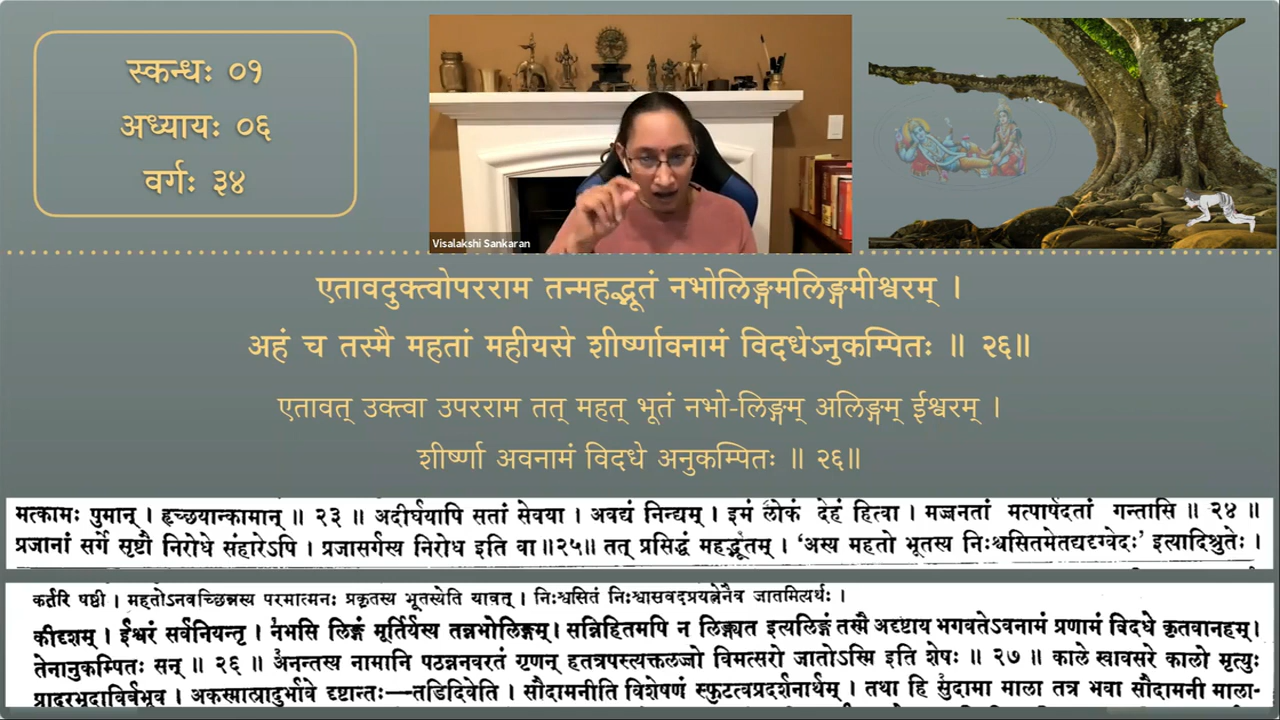 स्कन्धः ०१
अध्यायः ०६
वर्गः ३४
Visalakshi Sankaran
एतावदुक्त्वोपरराम तन्महद्भूतं नभोलिङ्गमलिङ्गमीश्वरम् ।
अहं च तस्मै महतां महीयसे शीर्ष्णावनामं विदधेऽनुकम्पितः ॥ २६॥
एतावत् उक्त्वा उपरराम तत् महत् भूतं नभो-लिङ्गम् अलिङ्गम् ईश्वरम् ।
शीर्ष्णा अवनामं विदधे अनुकम्पितः ॥ २६॥
मत्कामः पुमान् । हृच्छयान्कामान् ॥ २३ ॥ अदीर्घयापि सतां सेवया । अवद्यं निन्द्यम् । इमं लोकं देहं हित्वा । मज्जनतां मत्पार्षदतां गन्तासि ॥ २४ ॥
प्रजानां सर्गे सृष्टौ निरोधे संहारेऽपि । प्रजासर्गस्य निरोध इति वा ॥२५॥ तत् प्रसिद्धं महद्भूतम् । 'अस्य महतो भूतस्य निःश्वसितमेतद्यदृग्वेदः' इत्यादिश्रुतेः ।
कर्तरि षष्ठी । महतोऽनवच्छिन्नस्य परमात्मनः प्रकृतस्य भूतस्येति यावत् । निःश्वसितं निःश्वासवदप्रयत्नेनैव जातमित्यर्थः ।
कीदृशम् । ईश्वरं सर्वनियन्तृ । नभसि लिङ्गं मूर्तिर्यस्य तन्नभोलिङ्गम् । सन्निहितमपि न लिङ्ग्यत इत्यलिङ्गं तस्मै अदृष्टाय भगवतेऽवनामं प्रणामं विदधे कृतवानहम् ।
तेनानुकम्पितः सन् ॥ २६ ॥ अनन्तस्य नामानि पठन्ननवरतं गृणन् हतत्रपस्त्यक्तलज्जो विमत्सरो जातोऽस्मि इति शेषः ॥ २७ ॥ काले स्वावसरे कालो मृत्युः
प्रादुरभूदाविर्बभूव । अकस्मात्प्रादुर्भावे दृष्टान्तः—तडिदिवेति । सौदामनीति विशेषणं स्फुटत्वप्रदर्शनार्थम् । तथा हि सुदामा माला तत्र भवा सौदामनी माला-